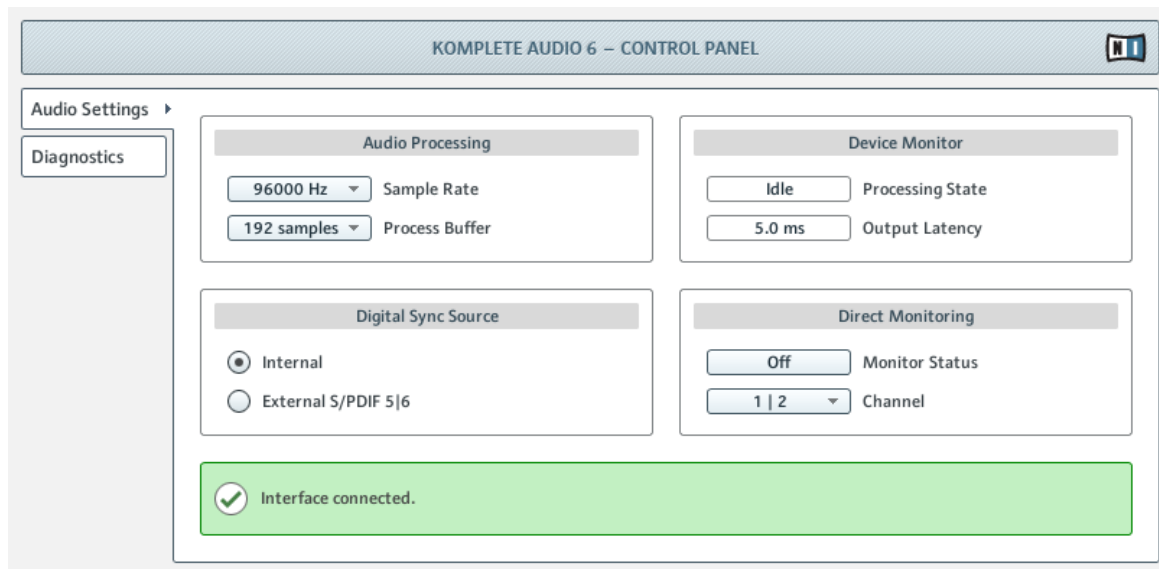 KOMPLETE AUDIO 6 – CONTROL PANEL
NI
Audio Settings
Diagnostics
Audio Processing
96000 Hz Sample Rate
192 samples Process Buffer
Device Monitor
Idle Processing State
5.0 ms Output Latency
Digital Sync Source
Internal
External S/PDIF 5|6
Direct Monitoring
Off Monitor Status
1 | 2 Channel
Interface connected.